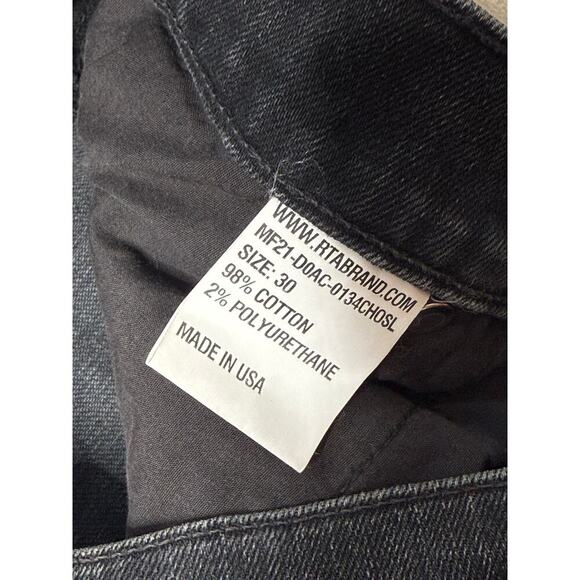 WWW.RTABRAND.COM
MF21-D0AC-0134CHOSL
SIZE: 30
98% COTTON
2% POLYURETHANE
MADE IN USA